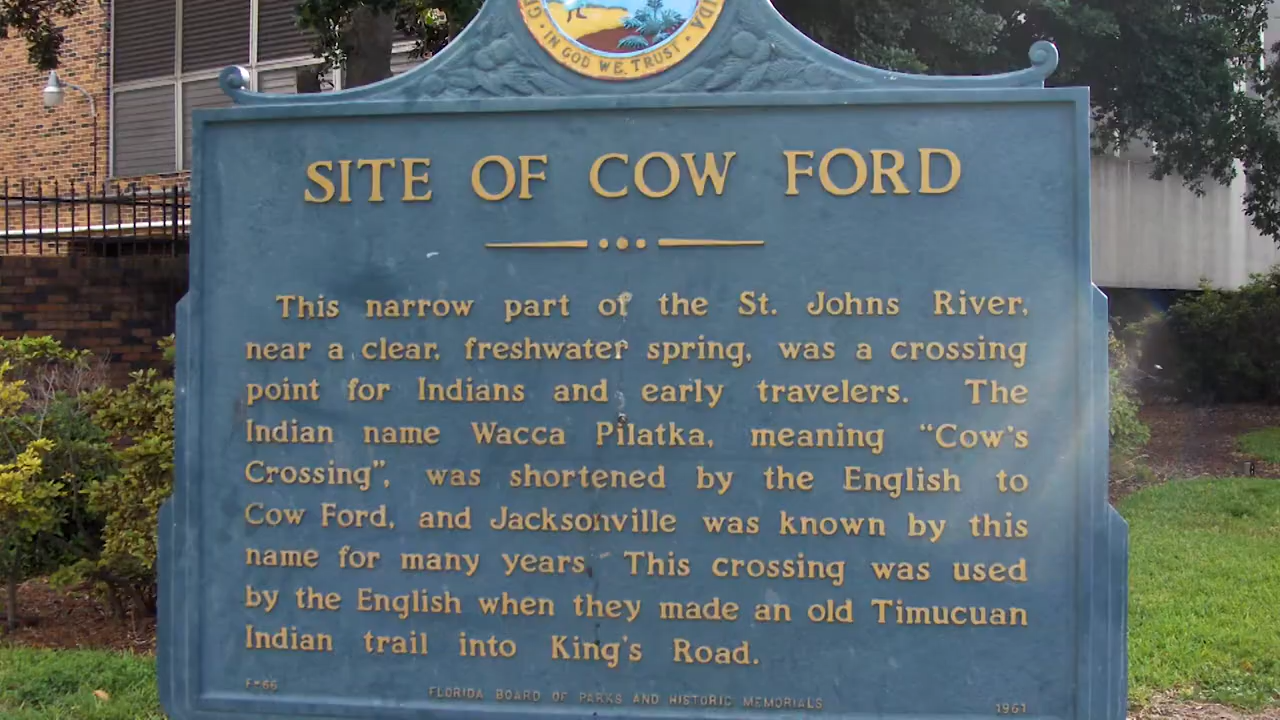 IN GOD WE TRUST
SITE OF COW FORD
This narrow part of the St. Johns River,
near a clear, freshwater spring, was a crossing
point for Indians and early travelers. The
Indian name Wacca Pilatka, meaning “Cow's
Crossing”, was shortened by the English to
Cow Ford, and Jacksonville was known by this
name for many years. This crossing was used
by the English when they made an old Timucuan
Indian trail into King's Road.
F-66
FLORIDA BOARD OF PARKS AND HISTORIC MEMORIALS
1961